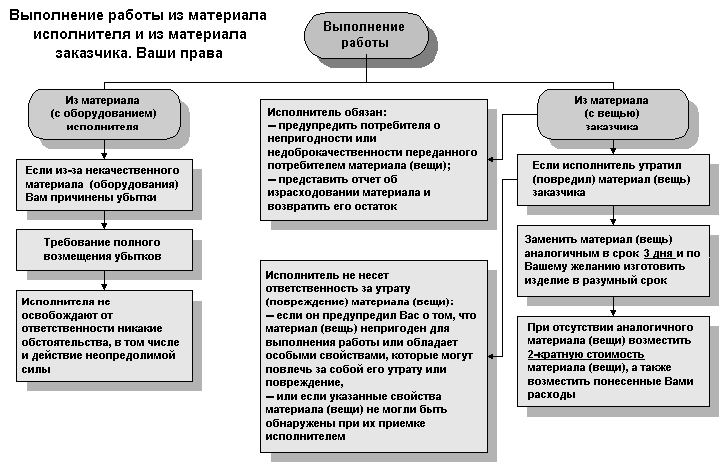 Выполнение работы из материала
исполнителя и из материала
заказчика. Ваши права
Выполнение
работы
Из материала
(с оборудованием)
исполнителя
Если из-за некачественного
материала (оборудования)
Вам причинены убытки
Требование полного
возмещения убытков
Исполнителя не
освобождают от
ответственности никакие
обстоятельства, в том числе
и действие неопредолимой
силы
Исполнитель обязан:
— предупредить потребителя о
непригодности или
недоброкачественности переданного
потребителем материала (вещи);
— представить отчет об
израсходовании материала и
возвратить его остаток
Исполнитель не несет
ответственность за утрату
(повреждение) материала (вещи):
— если он предупредил Вас о том, что
материал (вещь) непригоден для
выполнения работы или обладает
особыми свойствами, которые могут
повлечь за собой его утрату или
повреждение,
— или если указанные свойства
материала (вещи) не могли быть
обнаружены при их приемке
исполнителем
Из материала
(с вещью)
заказчика
Если исполнитель утратил
(повредил) материал (вещь)
заказчика
Заменить материал (вещь)
аналогичным в срок 3 дня и по
Вашему желанию изготовить
изделие в разумный срок
При отсутствии аналогичного
материала (вещи) возместить
2-кратную стоимость
материала (вещи), а также
возместить понесенные Вами
расходы